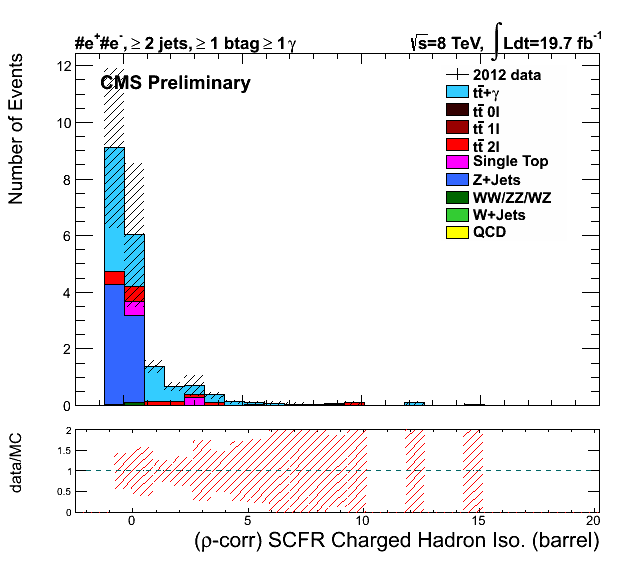 #e⁺#e⁻, ≥ 2 jets, ≥ 1 btag ≥ 1 γ
√s=8 TeV, ∫ Ldt=19.7 fb⁻¹
CMS Preliminary
2012 data
tt̄+γ
tt̄ 0l
tt̄ 1l
tt̄ 2l
Single Top
Z+Jets
WW/ZZ/WZ
W+Jets
QCD
Number of Events
12
10
8
6
4
2
0
data/MC
2
1.5
1
0.5
0
0 5 10 15 20
(ρ-corr) SCFR Charged Hadron Iso. (barrel)